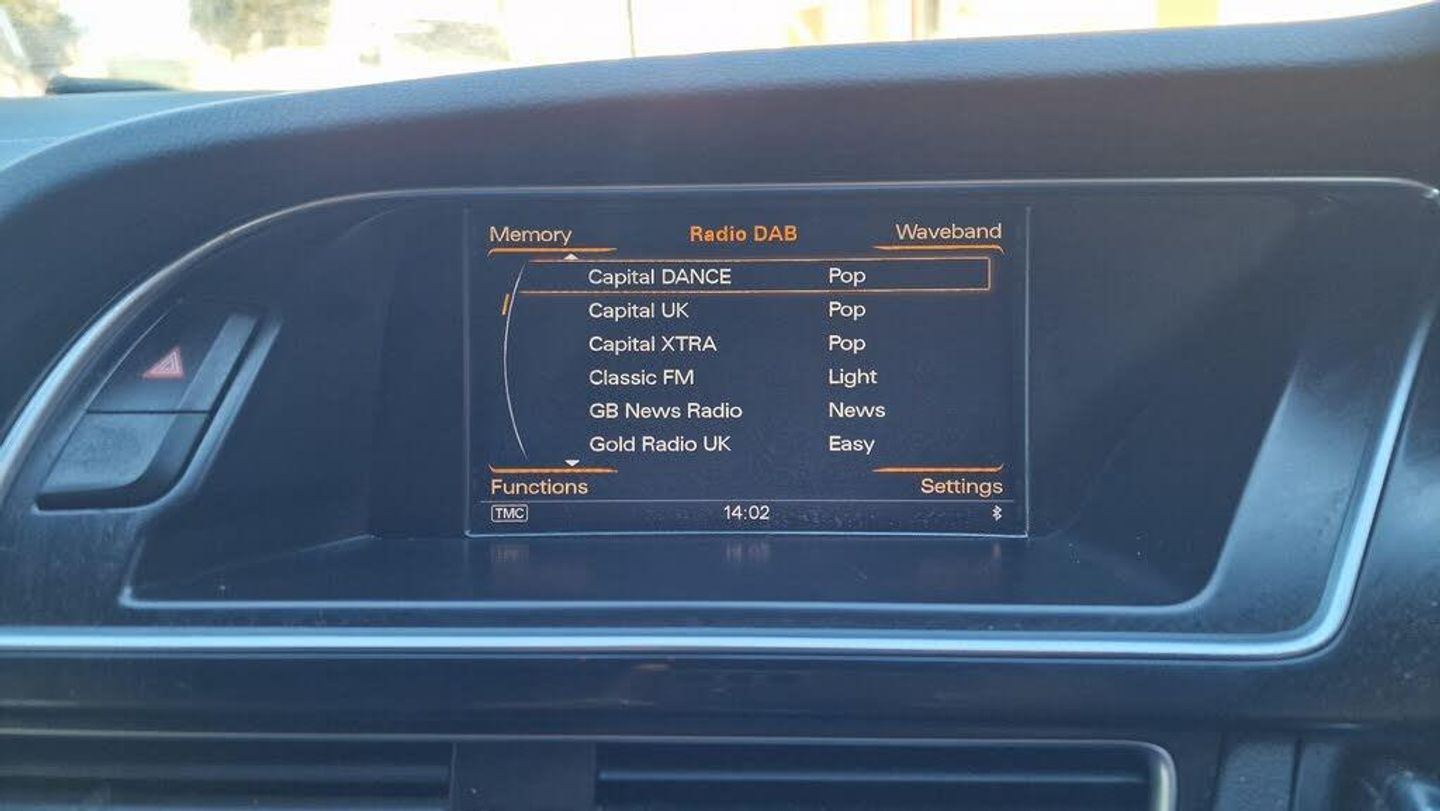 Memory Radio DAB Waveband
Capital DANCE Pop
Capital UK Pop
Capital XTRA Pop
Classic FM Light
GB News Radio News
Gold Radio UK Easy
Functions Settings
TMC 14:02